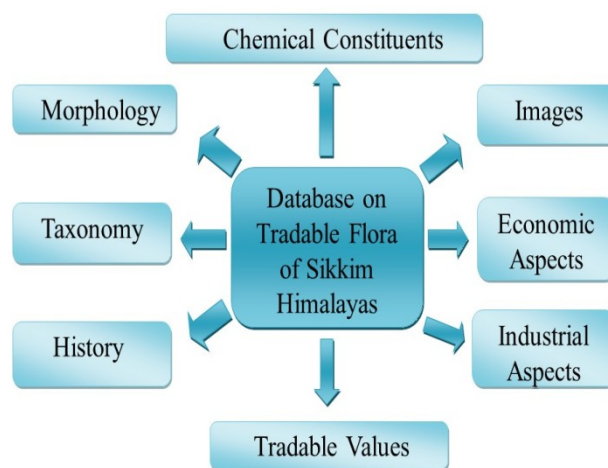 Chemical Constituents
Morphology
Images
Database on
Tradable Flora
of Sikkim
Himalayas
Taxonomy
Economic
Aspects
History
Industrial
Aspects
Tradable Values